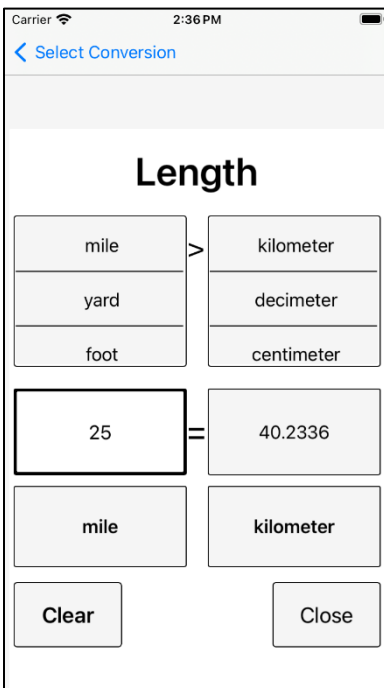 Carrier 2:36 PM
Select Conversion
Length
mile > kilometer
yard decimeter
foot centimeter
25 = 40.2336
mile kilometer
Clear Close